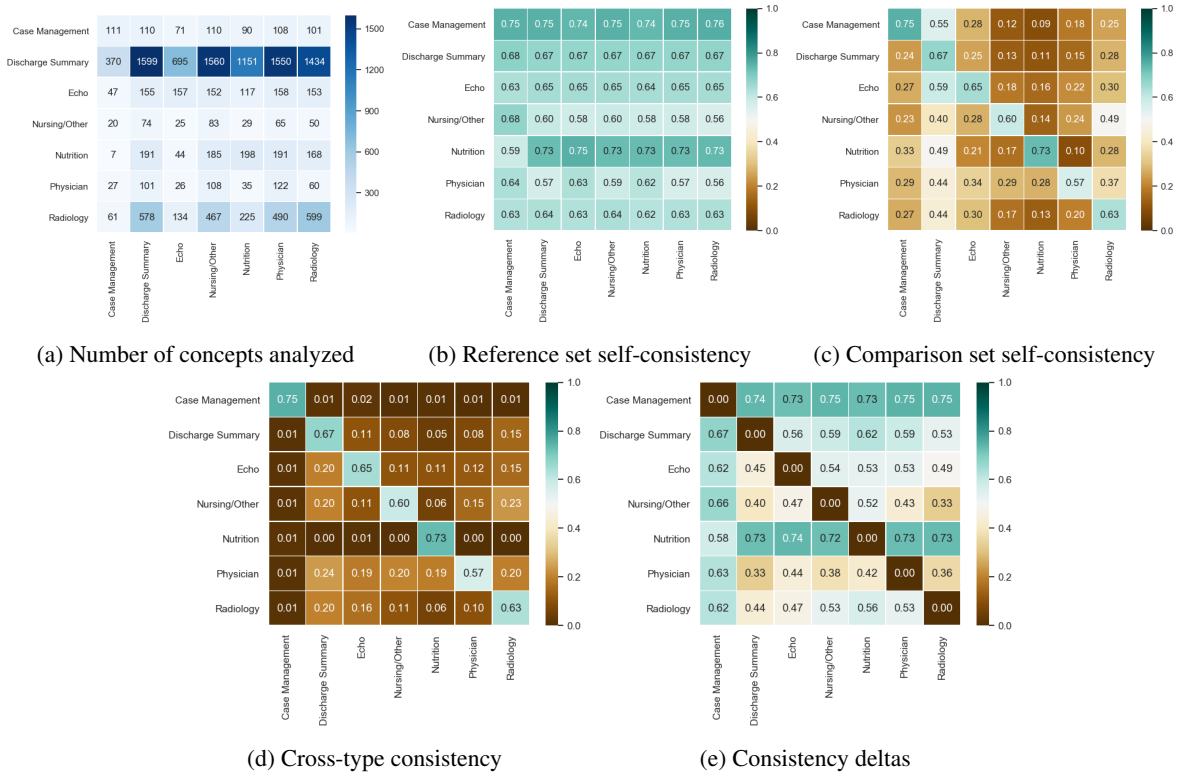 Case Management 111 110 71 110 90 108 101
Discharge Summary 370 1599 695 1560 1151 1550 1434
Echo 47 155 157 152 117 158 153
Nursing/Other 20 74 25 83 29 65 50
Nutrition 7 191 44 185 198 191 168
Physician 27 101 26 108 35 122 60
Radiology 61 578 134 467 225 490 599
Case Management Discharge Summary Echo Nursing/Other Nutrition Physician Radiology
1500
1200
900
600
300
(a) Number of concepts analyzed
Case Management 0.75 0.75 0.74 0.75 0.74 0.75 0.76
Discharge Summary 0.68 0.67 0.67 0.67 0.67 0.67 0.67
Echo 0.63 0.65 0.65 0.65 0.64 0.65 0.65
Nursing/Other 0.68 0.60 0.58 0.60 0.58 0.58 0.56
Nutrition 0.59 0.73 0.75 0.73 0.73 0.73 0.73
Physician 0.64 0.57 0.63 0.59 0.62 0.57 0.56
Radiology 0.63 0.64 0.63 0.64 0.62 0.63 0.63
Case Management Discharge Summary Echo Nursing/Other Nutrition Physician Radiology
1.0
0.8
0.6
0.4
0.2
0.0
(b) Reference set self-consistency
Case Management 0.75 0.55 0.28 0.12 0.09 0.18 0.25
Discharge Summary 0.24 0.67 0.25 0.13 0.11 0.15 0.28
Echo 0.27 0.59 0.65 0.18 0.16 0.22 0.30
Nursing/Other 0.23 0.40 0.28 0.60 0.14 0.24 0.49
Nutrition 0.33 0.49 0.21 0.17 0.73 0.10 0.28
Physician 0.29 0.44 0.34 0.29 0.28 0.57 0.37
Radiology 0.27 0.44 0.30 0.17 0.13 0.20 0.63
Case Management Discharge Summary Echo Nursing/Other Nutrition Physician Radiology
1.0
0.8
0.6
0.4
0.2
0.0
(c) Comparison set self-consistency
Case Management 0.75 0.01 0.02 0.01 0.01 0.01 0.01
Discharge Summary 0.01 0.67 0.11 0.08 0.05 0.08 0.15
Echo 0.01 0.20 0.65 0.11 0.11 0.12 0.15
Nursing/Other 0.01 0.20 0.11 0.60 0.06 0.15 0.23
Nutrition 0.00 0.00 0.01 0.00 0.73 0.00 0.00
Physician 0.01 0.24 0.19 0.20 0.19 0.57 0.20
Radiology 0.01 0.20 0.16 0.11 0.06 0.10 0.63
Case Management Discharge Summary Echo Nursing/Other Nutrition Physician Radiology
1.0
0.8
0.6
0.4
0.2
0.0
(d) Cross-type consistency
Case Management 0.00 0.74 0.73 0.75 0.73 0.75 0.75
Discharge Summary 0.67 0.00 0.56 0.59 0.62 0.59 0.53
Echo 0.62 0.45 0.00 0.54 0.53 0.53 0.49
Nursing/Other 0.66 0.40 0.47 0.00 0.52 0.43 0.33
Nutrition 0.58 0.73 0.74 0.72 0.00 0.73 0.73
Physician 0.63 0.33 0.44 0.38 0.42 0.00 0.36
Radiology 0.62 0.44 0.47 0.53 0.56 0.53 0.00
Case Management Discharge Summary Echo Nursing/Other Nutrition Physician Radiology
1.0
0.8
0.6
0.4
0.2
0.0
(e) Consistency deltas